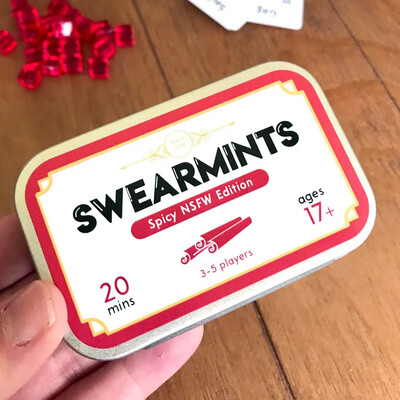 SWEARMINTS
Spicy NSFW Edition
20
mins
3-5 players
ages
17+